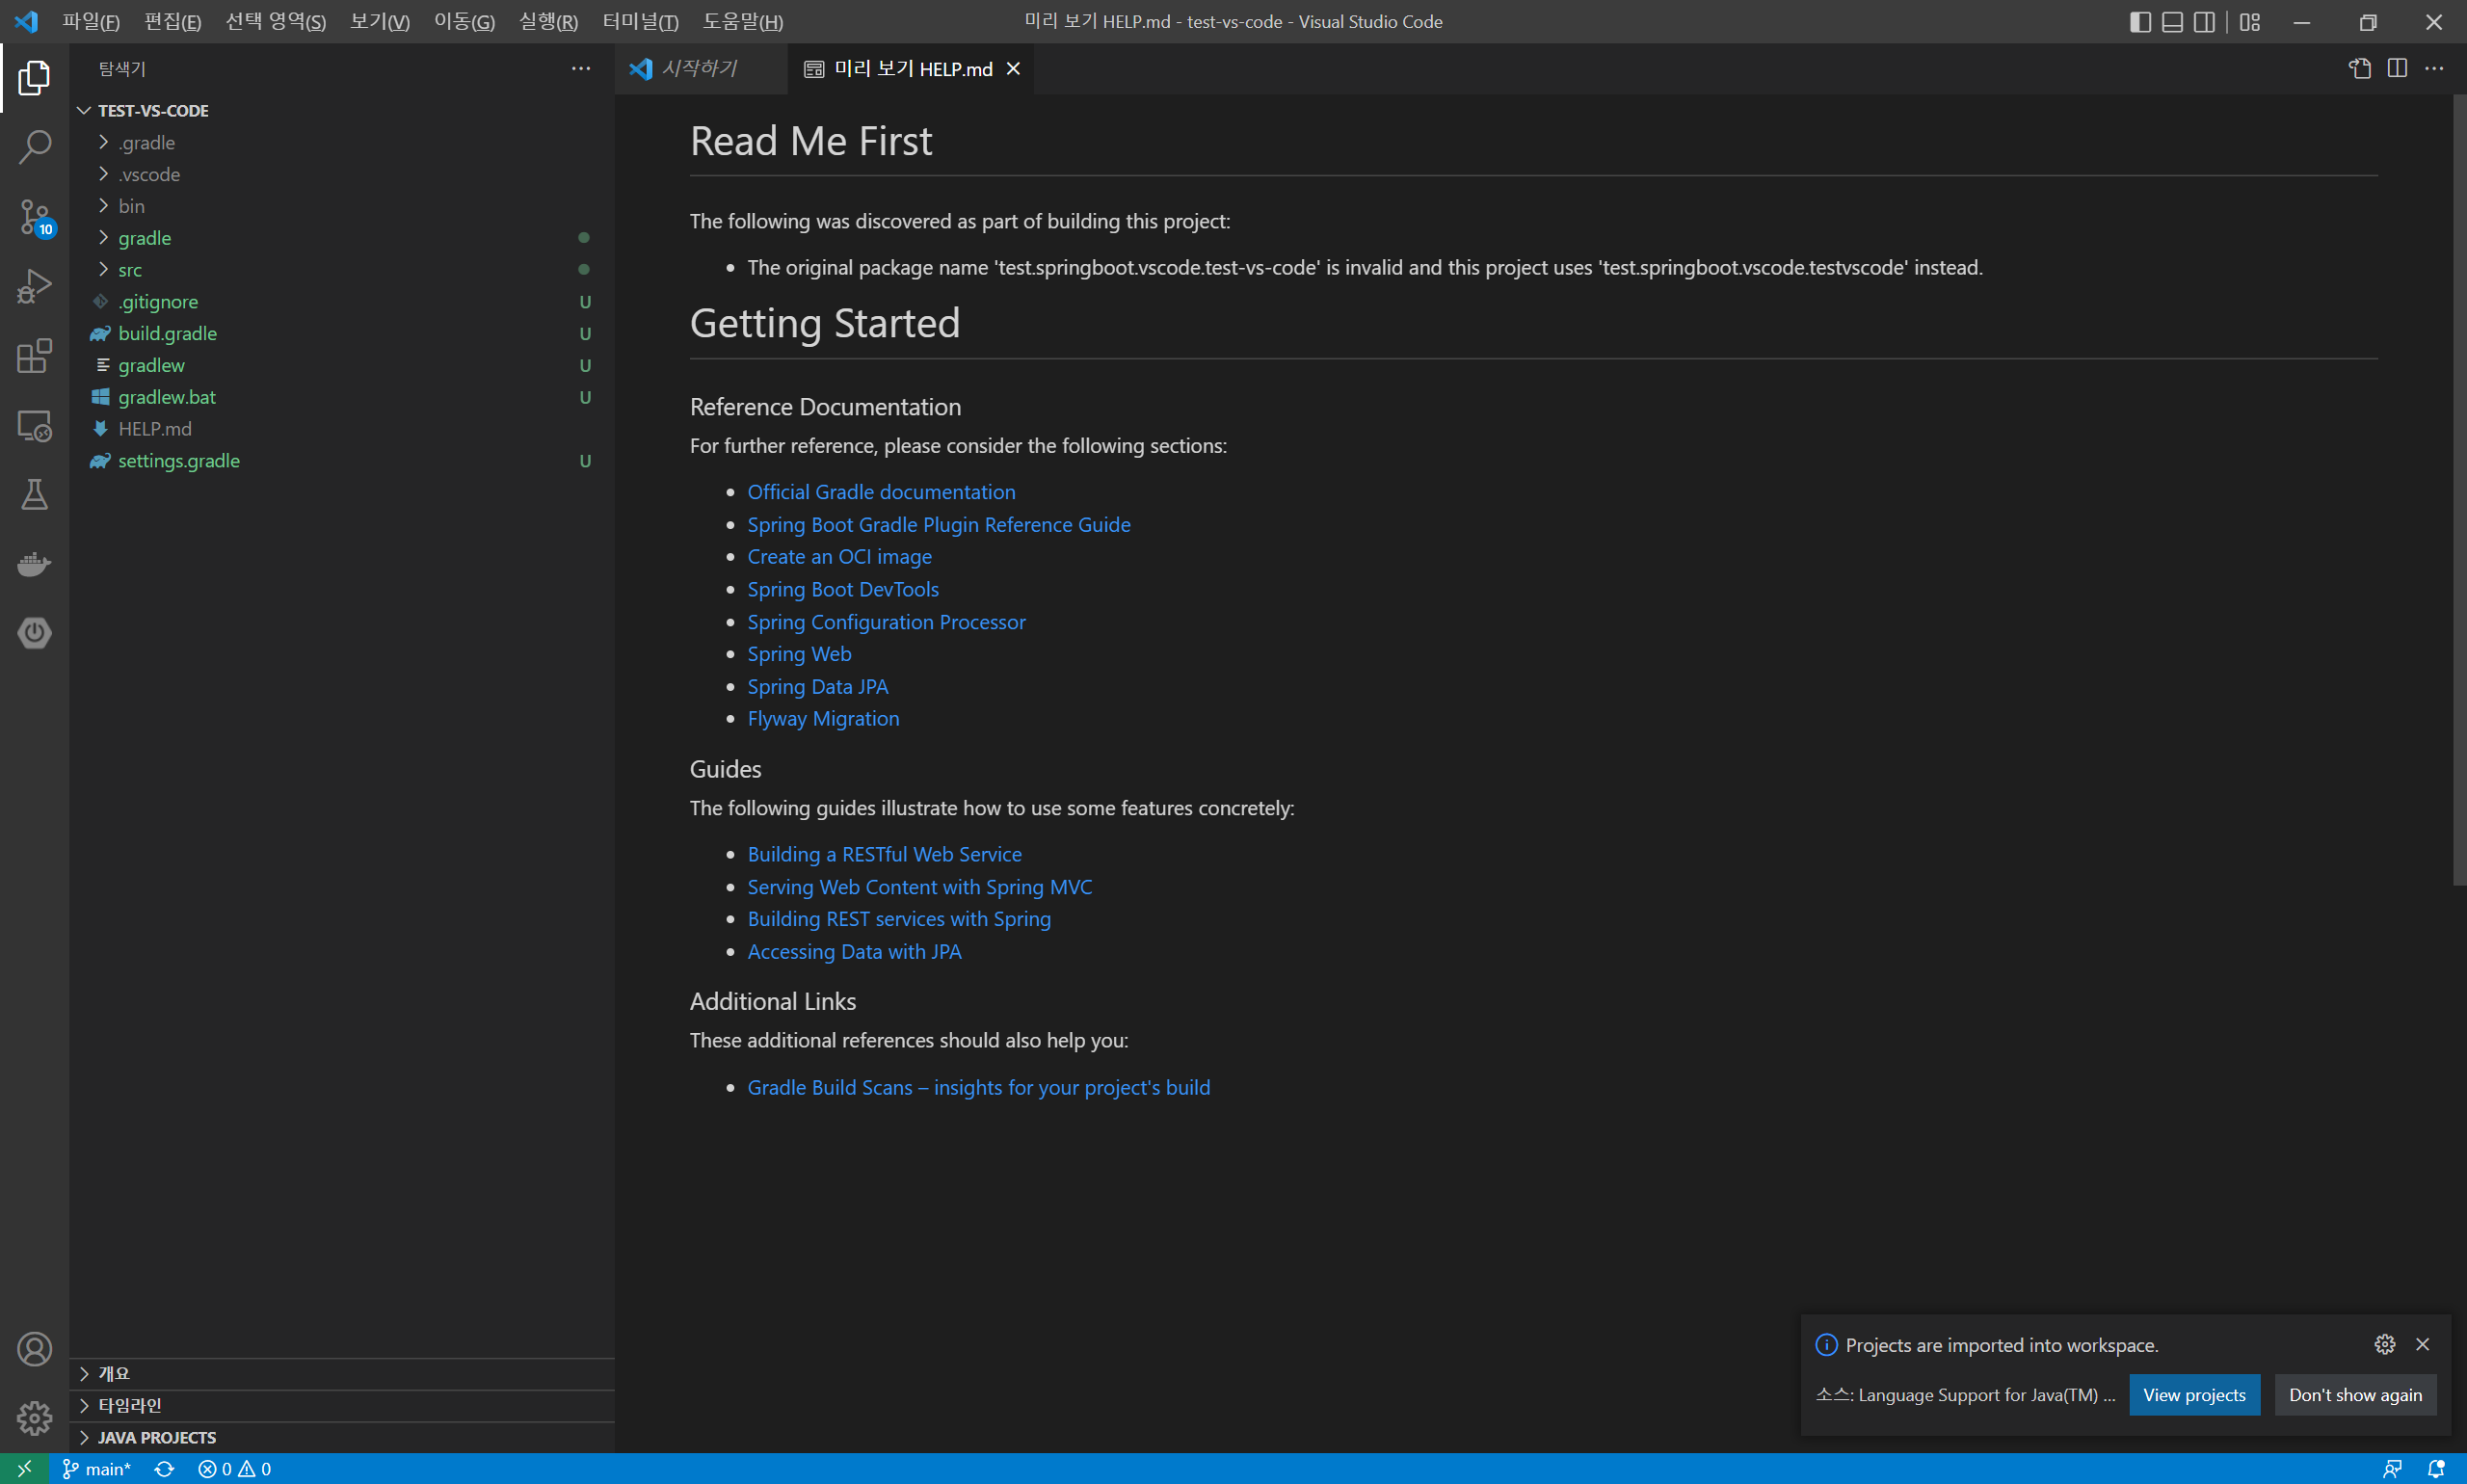 파일(F) 편집(E) 선택 영역(S) 보기(V) 이동(G) 실행(R) 터미널(T) 도움말(H) 미리 보기 HELP.md - test-vs-code - Visual Studio Code
탐색기
시작하기
미리 보기 HELP.md
TEST-VS-CODE
.gradle
.vscode
bin
gradle
src
.gitignore U
build.gradle U
gradlew U
gradlew.bat U
HELP.md
settings.gradle U
개요
타임라인
JAVA PROJECTS
10
Read Me First
The following was discovered as part of building this project:
• The original package name 'test.springboot.vscode.test-vs-code' is invalid and this project uses 'test.springboot.vscode.testvscode' instead.
Getting Started
Reference Documentation
For further reference, please consider the following sections:
• Official Gradle documentation
• Spring Boot Gradle Plugin Reference Guide
• Create an OCI image
• Spring Boot DevTools
• Spring Configuration Processor
• Spring Web
• Spring Data JPA
• Flyway Migration
Guides
The following guides illustrate how to use some features concretely:
• Building a RESTful Web Service
• Serving Web Content with Spring MVC
• Building REST services with Spring
• Accessing Data with JPA
Additional Links
These additional references should also help you:
• Gradle Build Scans – insights for your project's build
Projects are imported into workspace.
소스: Language Support for Java(TM) ... View projects Don't show again
main* 0 0